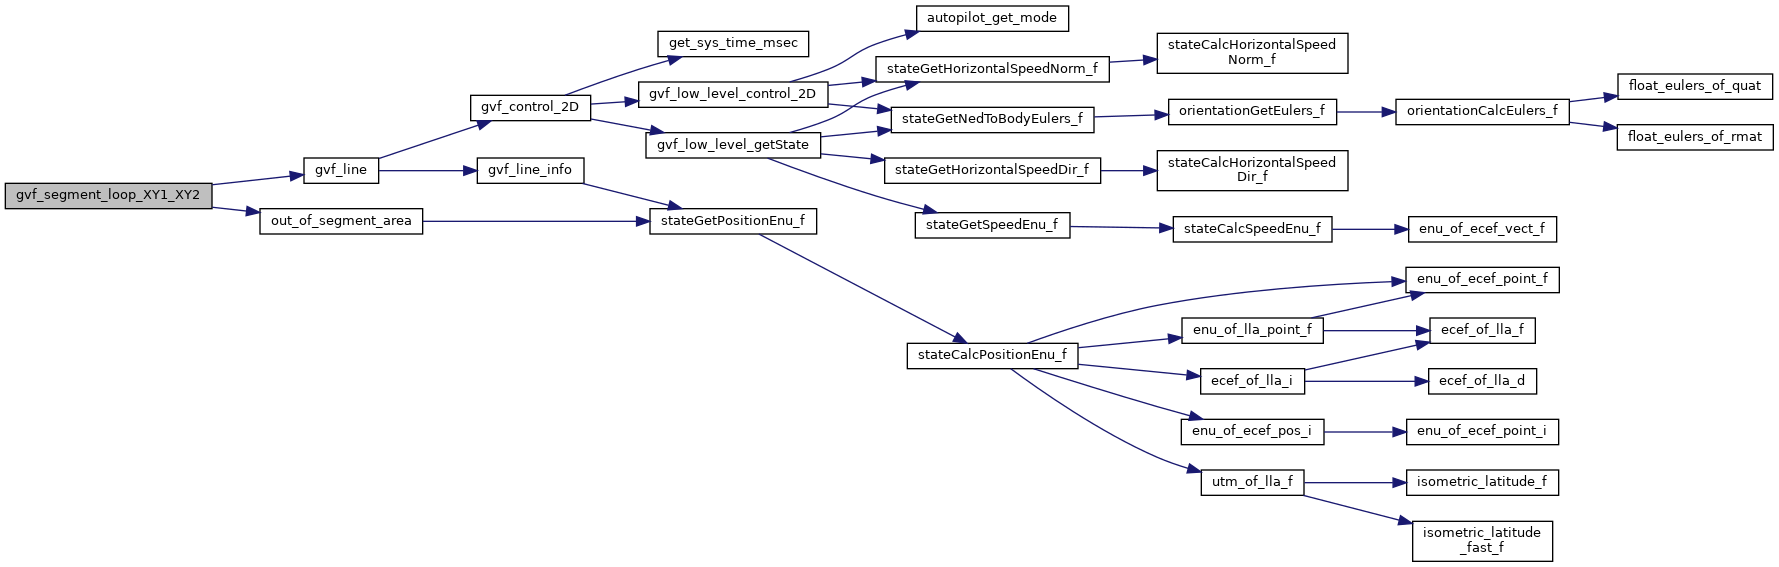 gvf_segment_loop_XY1_XY2
gvf_line
out_of_segment_area
gvf_control_2D
gvf_line_info
get_sys_time_msec
gvf_low_level_control_2D
gvf_low_level_getState
stateGetPositionEnu_f
autopilot_get_mode
stateGetHorizontalSpeedNorm_f
stateGetNedToBodyEulers_f
stateGetHorizontalSpeedDir_f
stateGetSpeedEnu_f
stateCalcPositionEnu_f
stateCalcHorizontalSpeed
Norm_f
orientationGetEulers_f
stateCalcHorizontalSpeed
Dir_f
stateCalcSpeedEnu_f
enu_of_lla_point_f
ecef_of_lla_i
enu_of_ecef_pos_i
utm_of_lla_f
orientationCalcEulers_f
enu_of_ecef_vect_f
enu_of_ecef_point_f
ecef_of_lla_f
ecef_of_lla_d
enu_of_ecef_point_i
isometric_latitude_f
isometric_latitude
_fast_f
float_eulers_of_quat
float_eulers_of_rmat